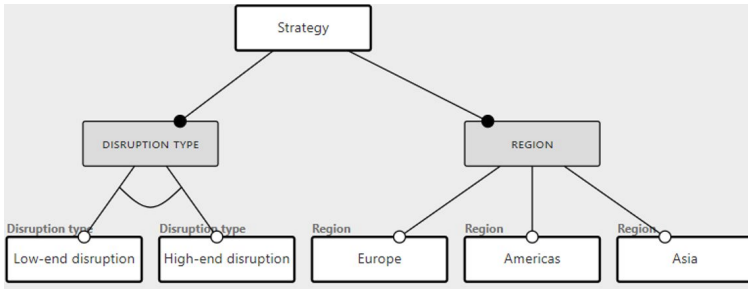 Strategy
DISRUPTION TYPE
REGION
Disruption type
Disruption type
Region
Region
Region
Low-end disruption
High-end disruption
Europe
Americas
Asia